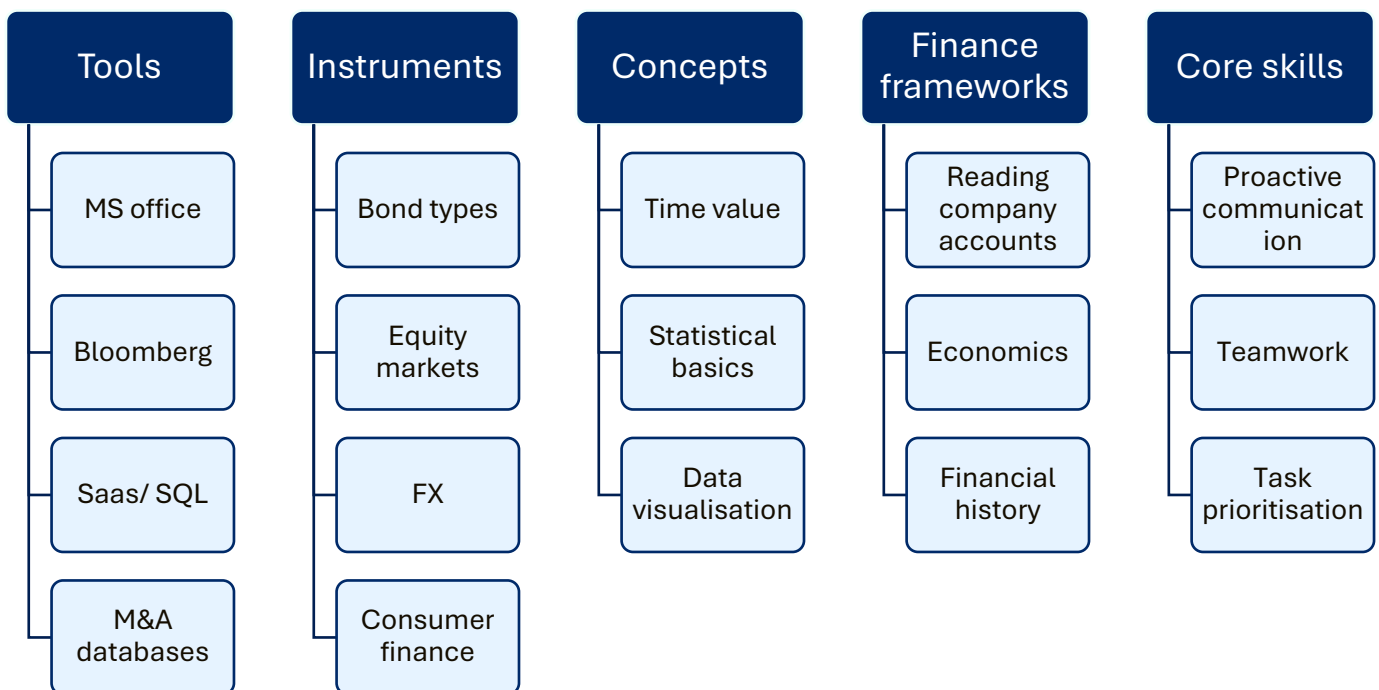 Tools
MS office
Bloomberg
Saas/ SQL
M&A
databases
Instruments
Bond types
Equity
markets
FX
Consumer
finance
Concepts
Time value
Statistical
basics
Data
visualisation
Finance
frameworks
Reading
company
accounts
Economics
Financial
history
Core skills
Proactive
communicat
ion
Teamwork
Task
prioritisation